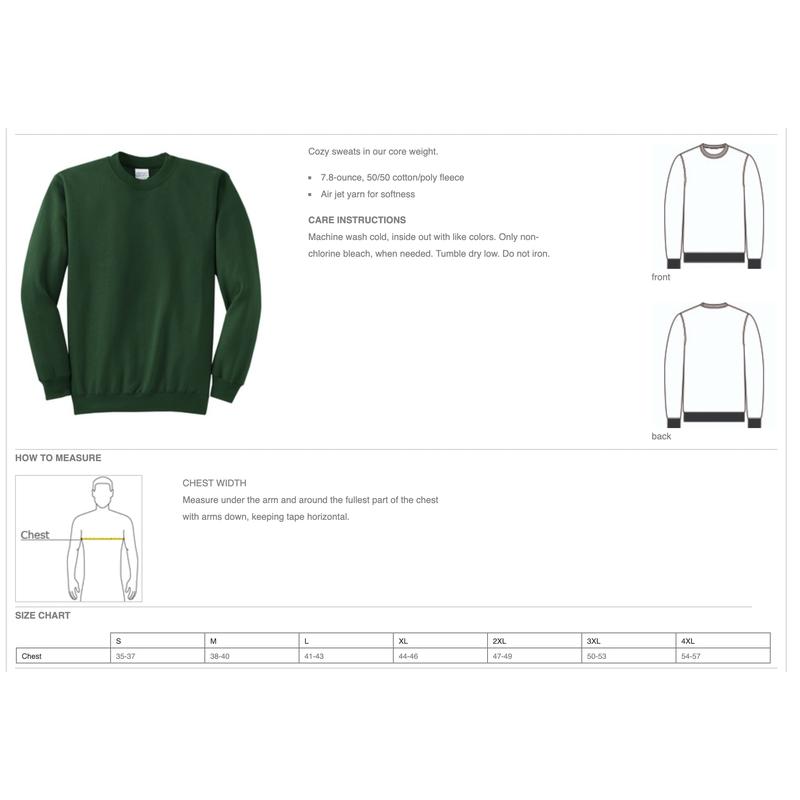 Cozy sweats in our core weight.
▪ 7.8-ounce, 50/50 cotton/poly fleece
▪ Air jet yarn for softness
CARE INSTRUCTIONS
Machine wash cold, inside out with like colors. Only non-
chlorine bleach, when needed. Tumble dry low. Do not iron.
front
back
HOW TO MEASURE
Chest
CHEST WIDTH
Measure under the arm and around the fullest part of the chest
with arms down, keeping tape horizontal.
SIZE CHART
S M L XL 2XL 3XL 4XL
Chest 35-37 38-40 41-43 44-46 47-49 50-53 54-57